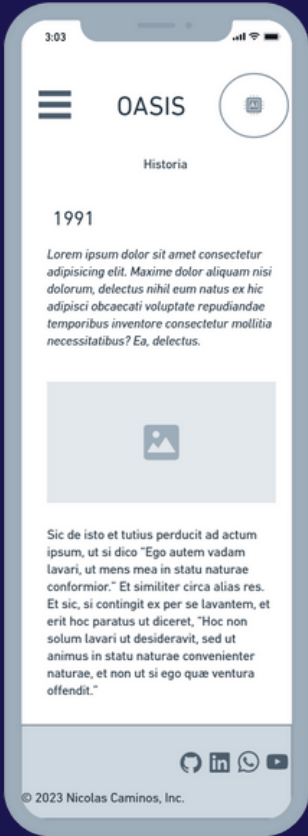 3:03
OASIS
AI
Historia
1991
Lorem ipsum dolor sit amet consectetur
adipisicing elit. Maxime dolor aliquam nisi
dolorum, delectus nihil eum natus ex hic
adipisci obcaecati voluptate repudiandae
temporibus inventore consectetur mollitia
necessitatibus? Ea, delectus.
Sic de isto et tutius perducit ad actum
ipsum, ut si dico "Ego autem vadam
lavari, ut mens mea in statu naturae
conformior." Et similiter circa alias res.
Et sic, si contingit ex per se lavantem, et
erit hoc paratus ut diceret, "Hoc non
solum lavari ut desideravit, sed ut
animus in statu naturae convenienter
naturae, et non ut si ego quæ ventura
offendit."
© 2023 Nicolas Caminos, Inc.